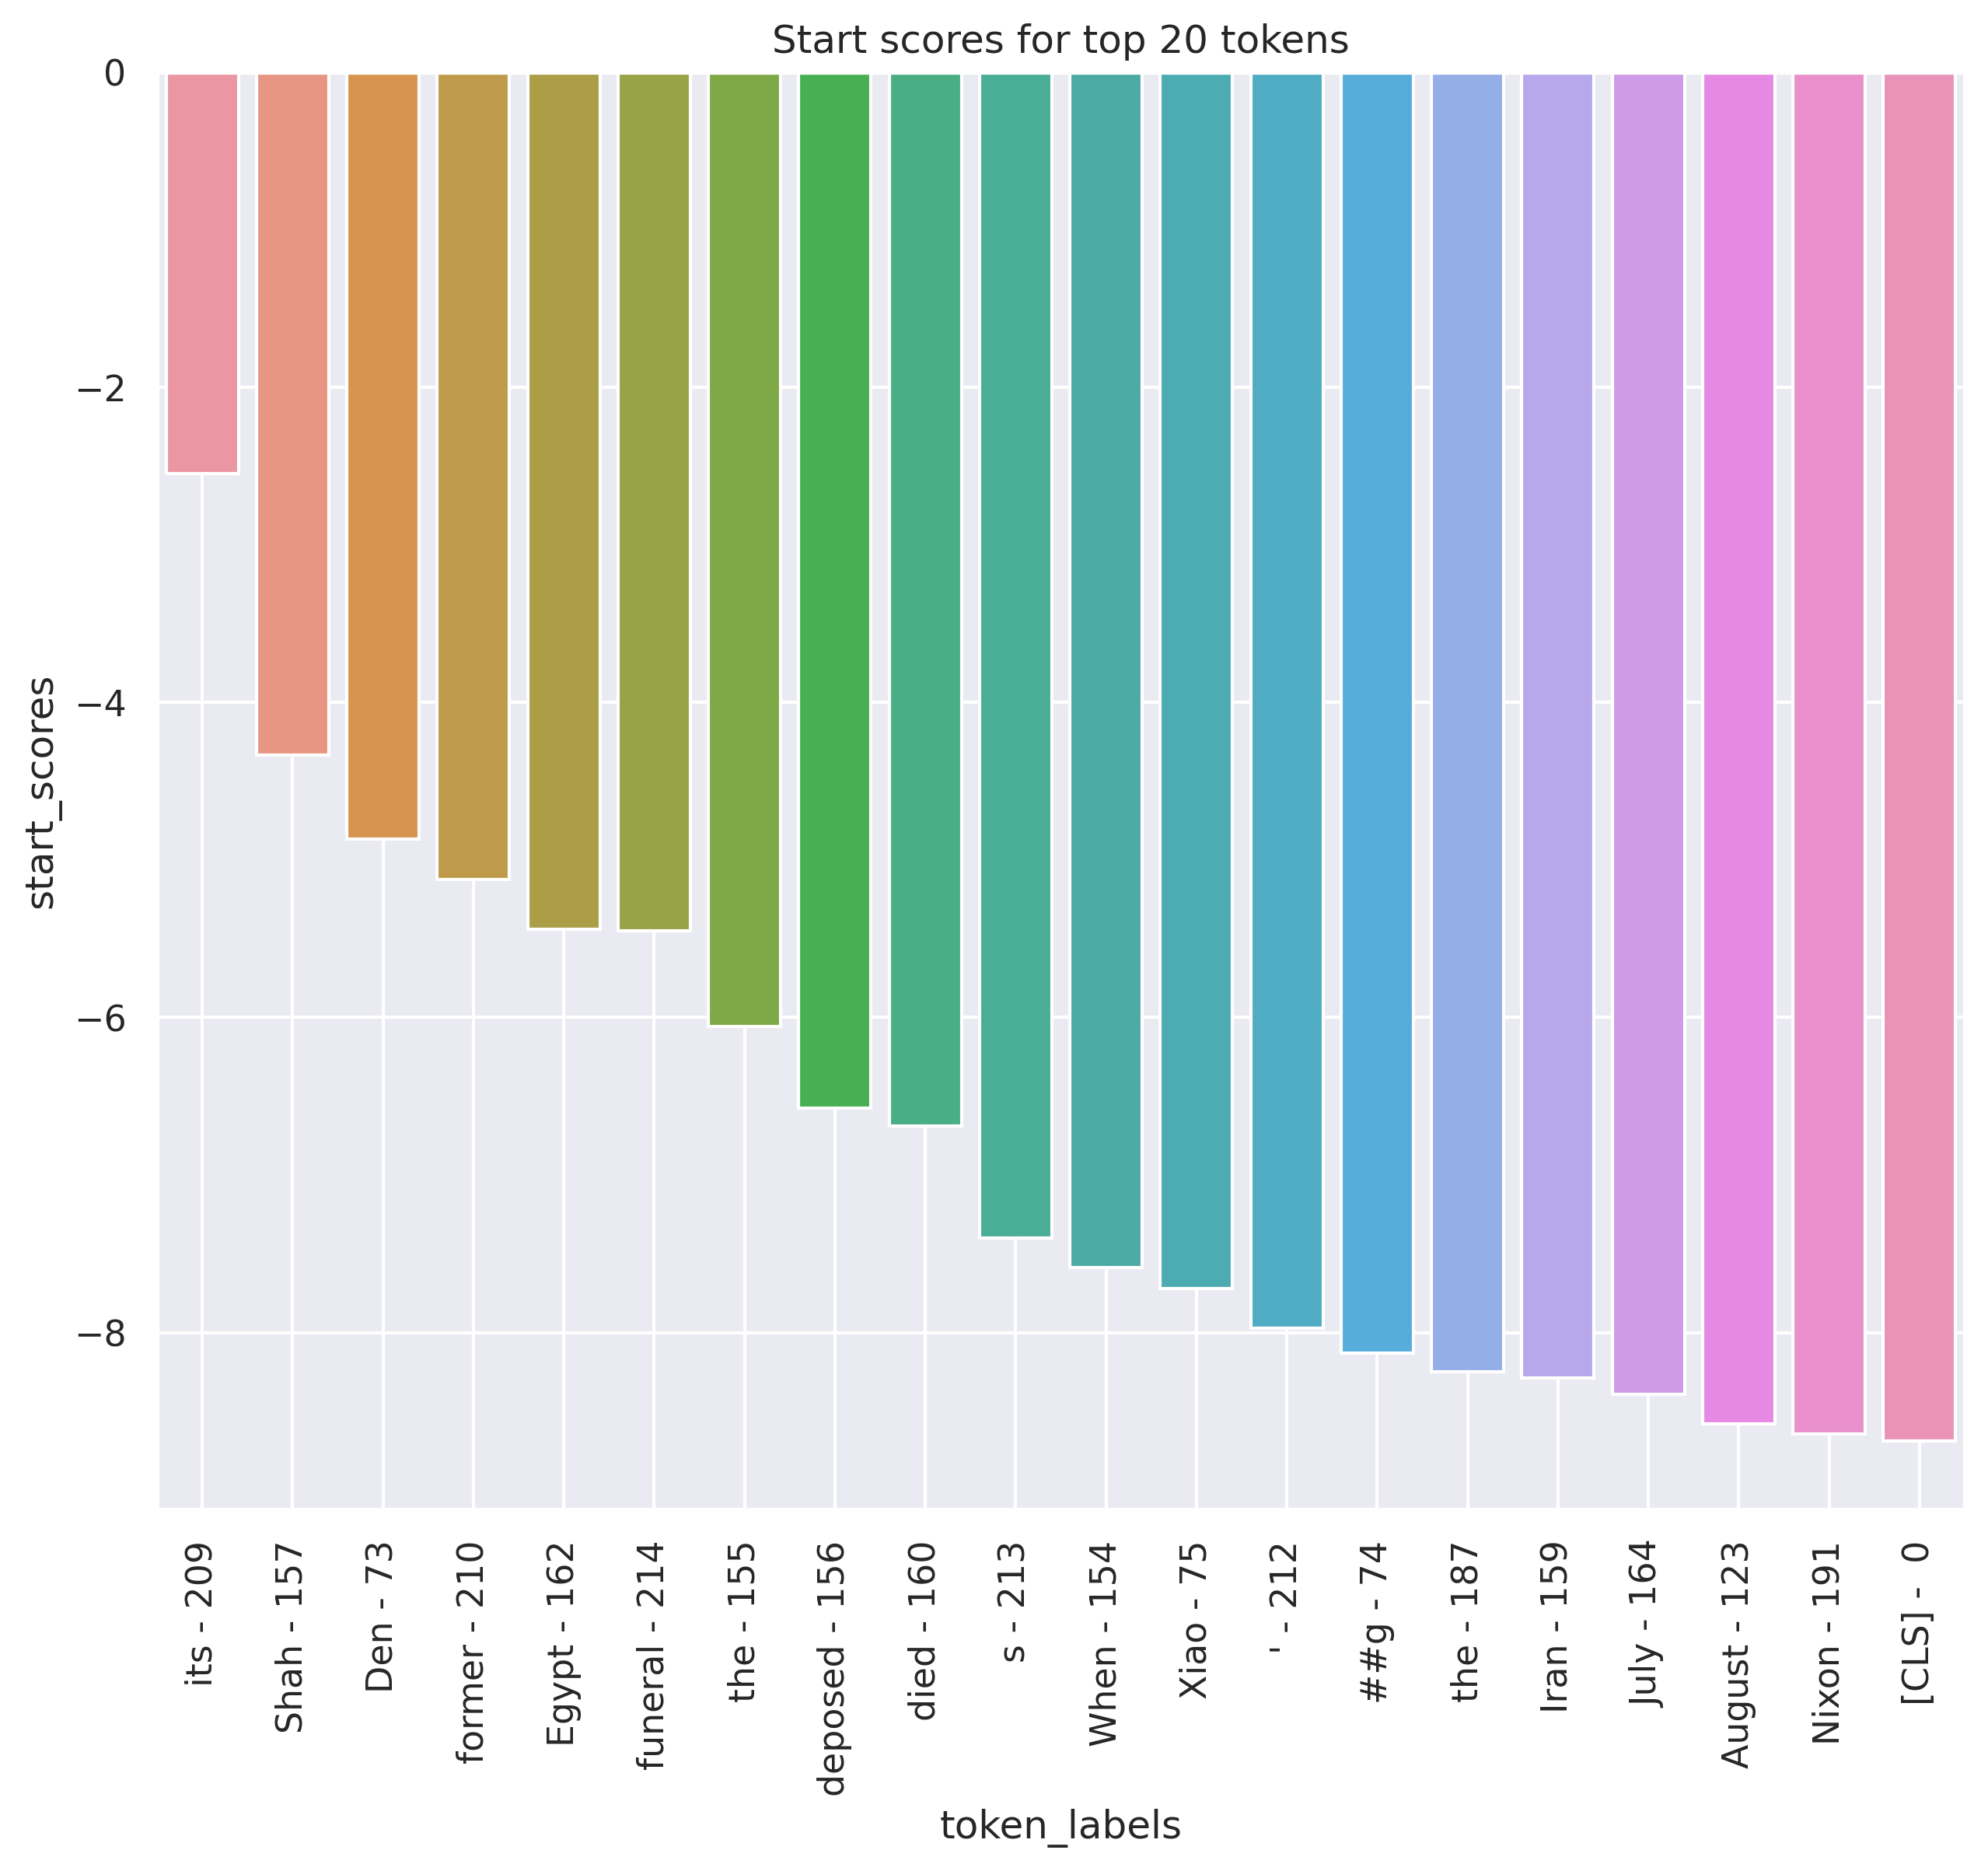 Start scores for top 20 tokens
start_scores
0
−2
−4
−6
−8
its - 209
Shah - 157
Den - 73
former - 210
Egypt - 162
funeral - 214
the - 155
deposed - 156
died - 160
s - 213
When - 154
Xiao - 75
' - 212
##g - 74
the - 187
Iran - 159
July - 164
August - 123
Nixon - 191
[CLS] - 0
token_labels